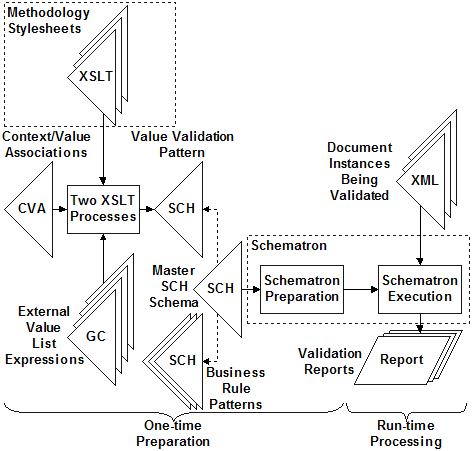 Methodology
Stylesheets
XSLT
Context/Value
Associations
Value Validation
Pattern
CVA
Two XSLT
Processes
SCH
Document
Instances
Being
Validated
XML
Schematron
Master
SCH
Schema
SCH
Schematron
Preparation
Schematron
Execution
External
Value
List
Expressions
GC
SCH
Business
Rule
Patterns
Validation
Reports
Report
One-time
Preparation
Run-time
Processing